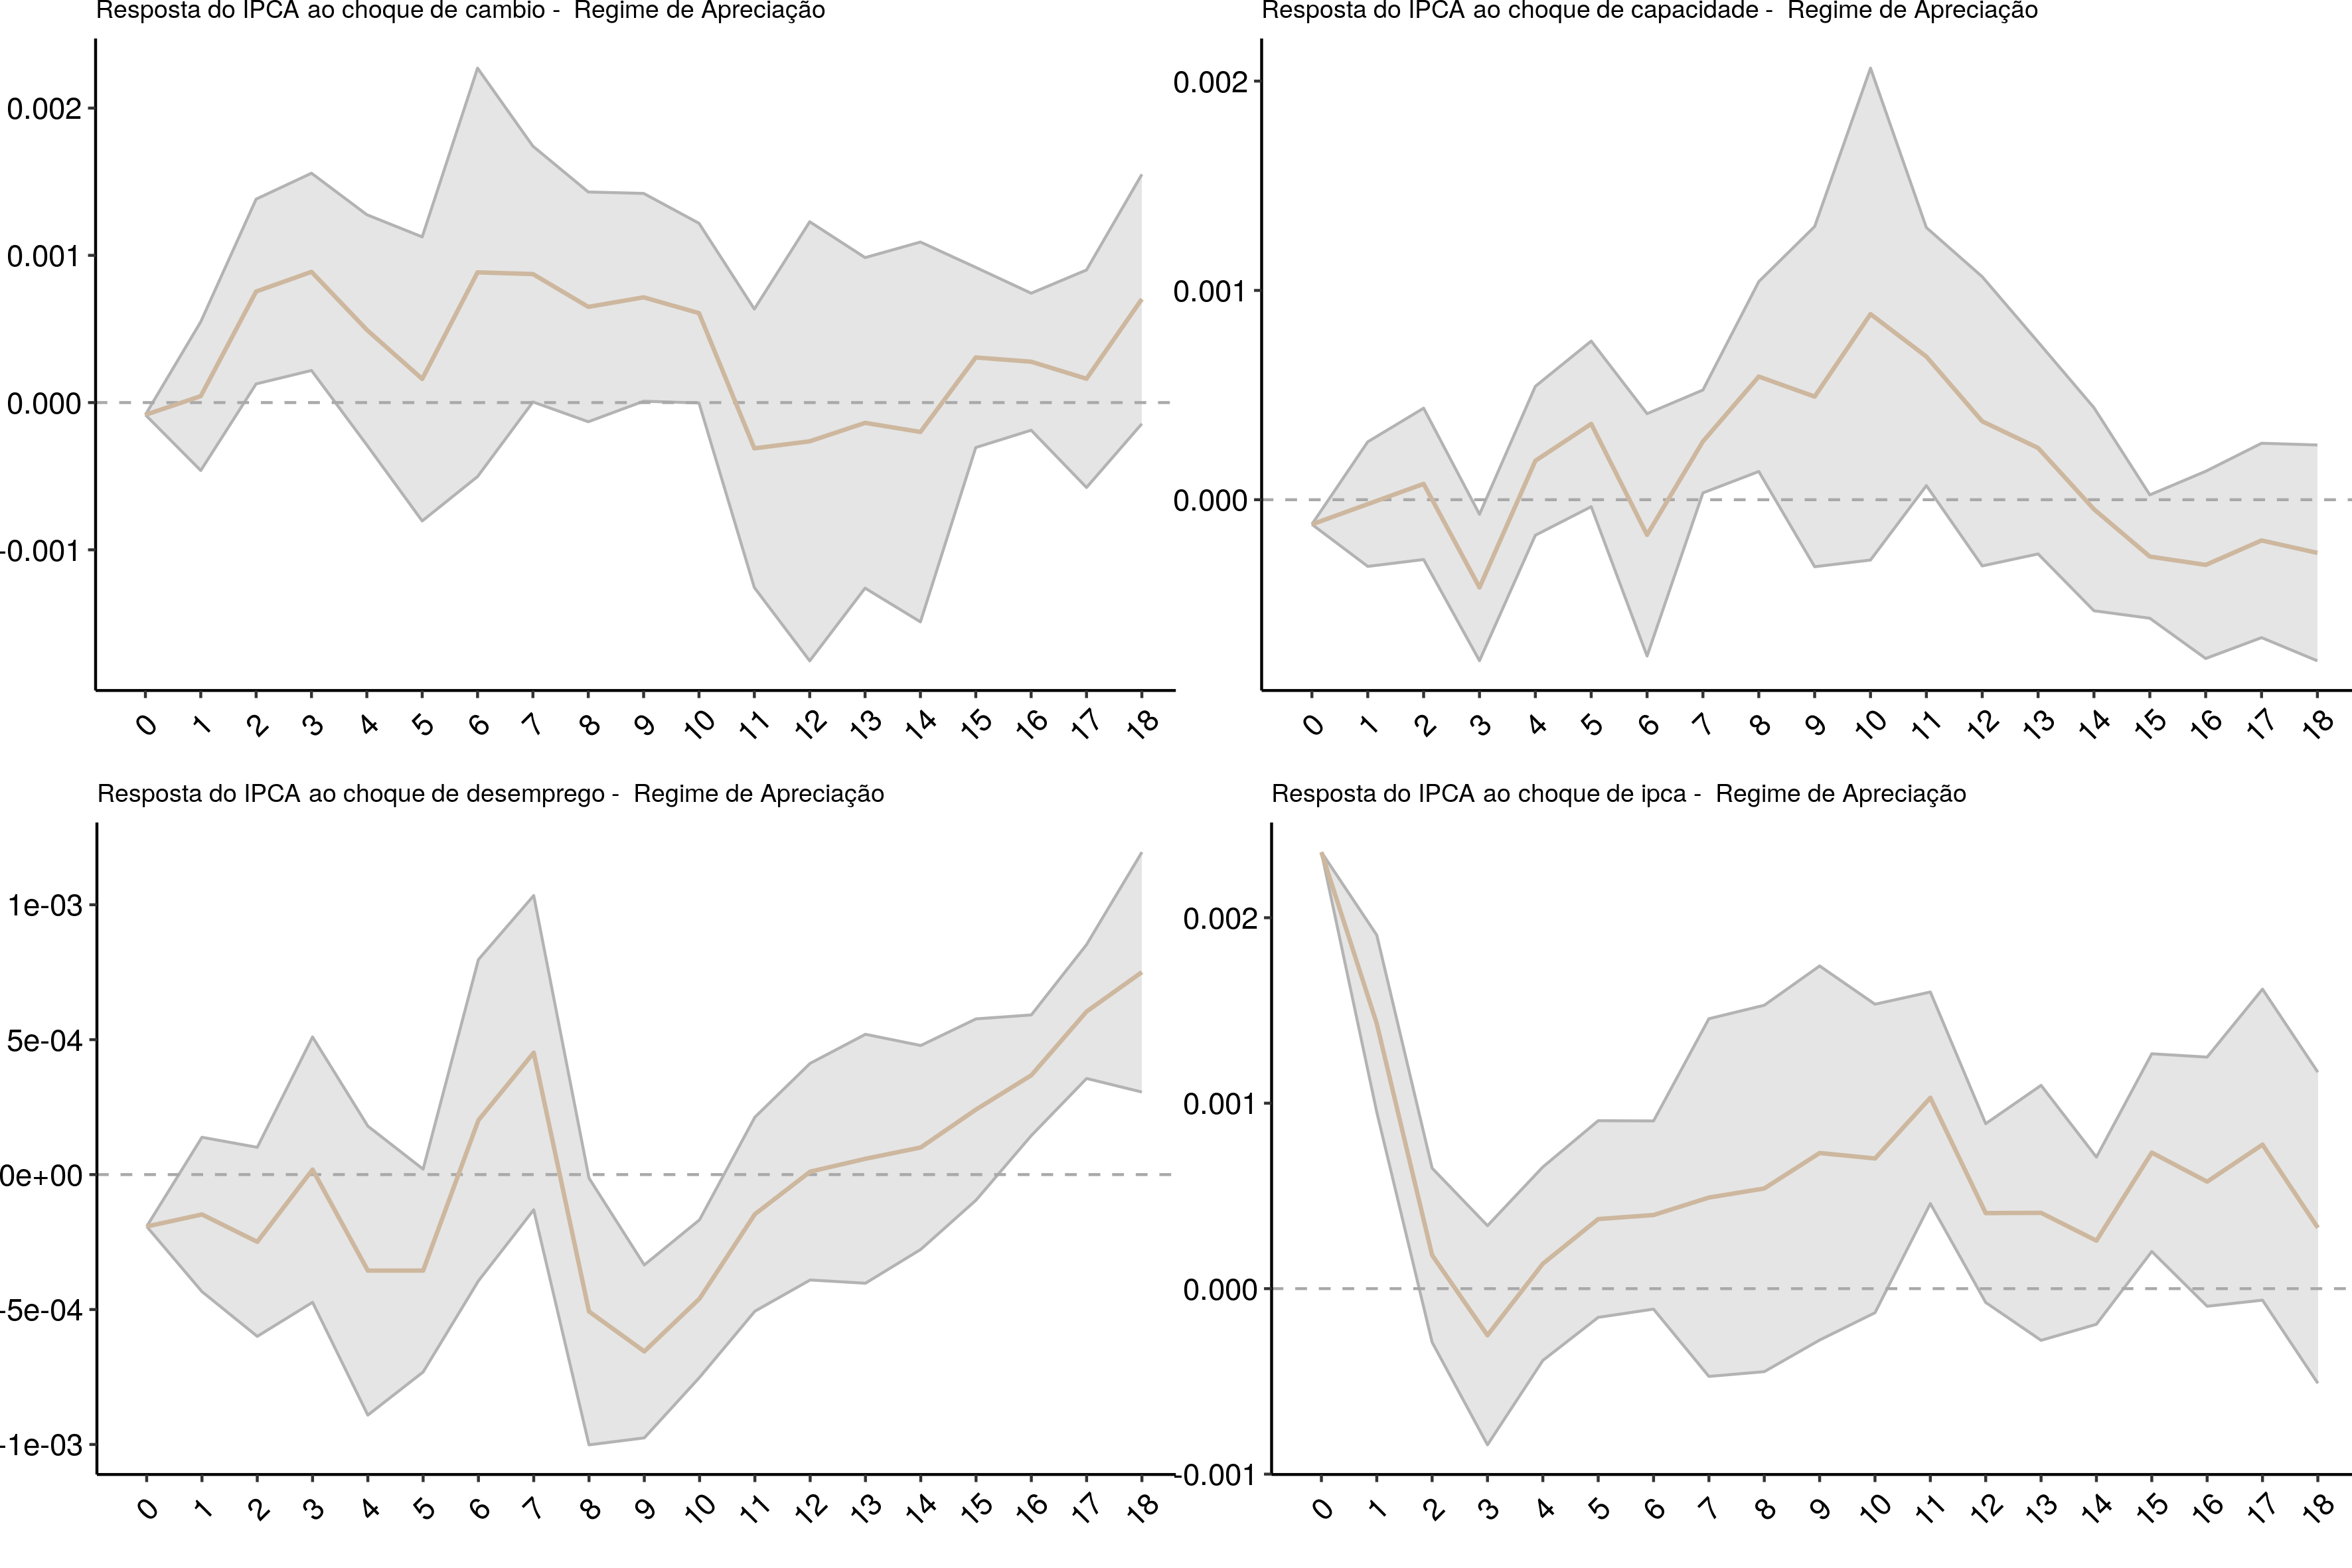 Resposta do IPCA ao choque de cambio -  Regime de Apreciação
0.002
0.001
0.000
-0.001
0 1 2 3 4 5 6 7 8 9 10 11 12 13 14 15 16 17 18
Resposta do IPCA ao choque de capacidade -  Regime de Apreciação
0.002
0.001
0.000
0 1 2 3 4 5 6 7 8 9 10 11 12 13 14 15 16 17 18
Resposta do IPCA ao choque de desemprego -  Regime de Apreciação
1e-03
5e-04
0e+00
-5e-04
-1e-03
0 1 2 3 4 5 6 7 8 9 10 11 12 13 14 15 16 17 18
Resposta do IPCA ao choque de ipca -  Regime de Apreciação
0.002
0.001
0.000
-0.001
0 1 2 3 4 5 6 7 8 9 10 11 12 13 14 15 16 17 18